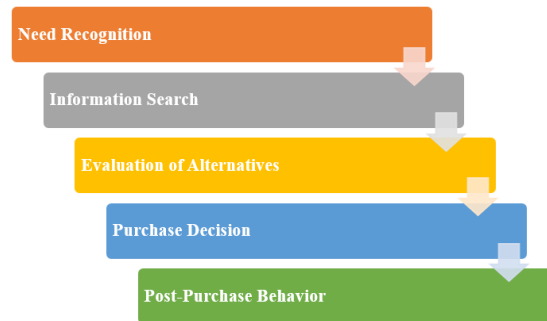 Need Recognition
Information Search
Evaluation of Alternatives
Purchase Decision
Post-Purchase Behavior